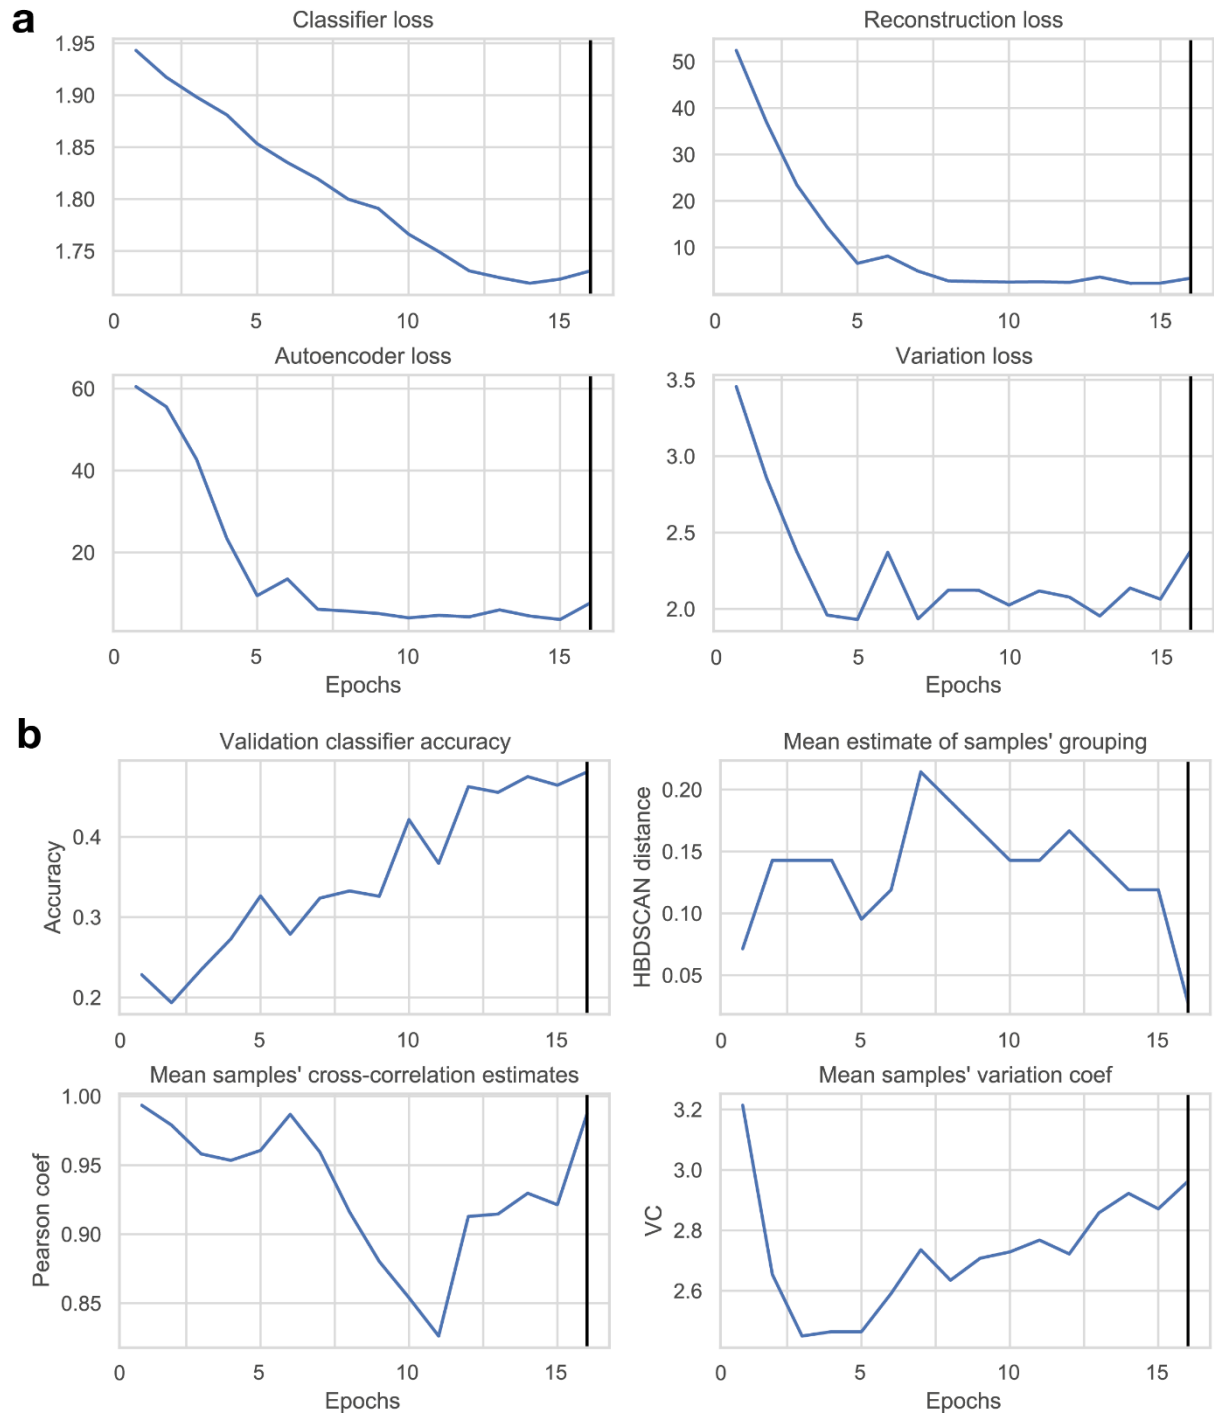 a
Classifier loss
1.95
1.90
1.85
1.80
1.75
0 5 10 15
Reconstruction loss
50
40
30
20
10
0 5 10 15
Autoencoder loss
60
40
20
0 5 10 15
Epochs
Variation loss
3.5
3.0
2.5
2.0
0 5 10 15
Epochs
b
Validation classifier accuracy
Accuracy
0.4
0.3
0.2
0 5 10 15
Mean estimate of samples' grouping
HBDSCAN distance
0.20
0.15
0.10
0.05
0 5 10 15
Mean samples' cross-correlation estimates
Pearson coef
1.00
0.95
0.90
0.85
0 5 10 15
Epochs
Mean samples' variation coef
VC
3.2
3.0
2.8
2.6
0 5 10 15
Epochs